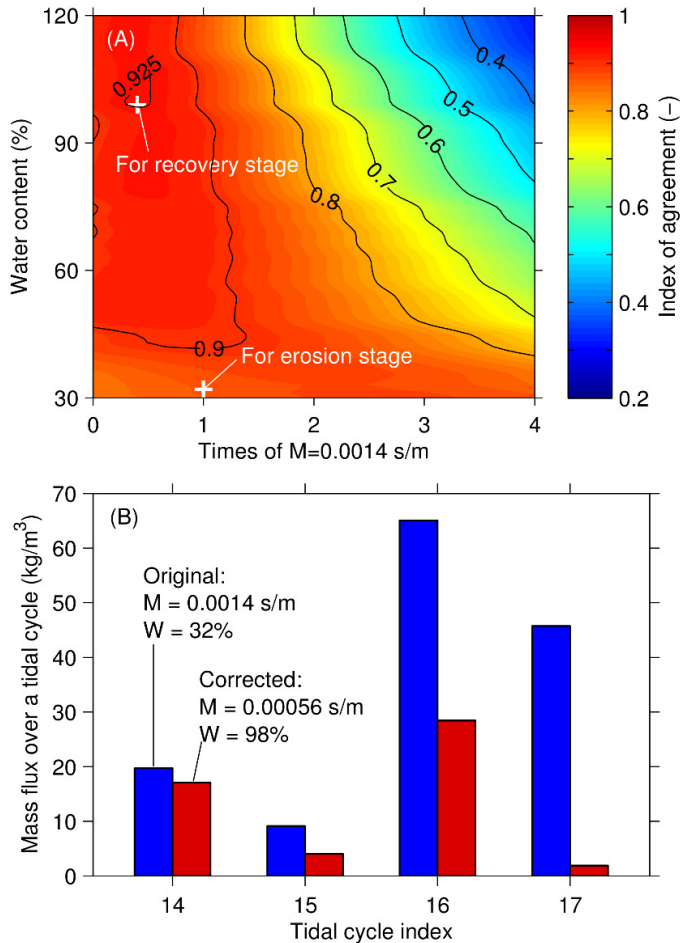 120
90
60
30
Water content (%)
(A)
0.925
For recovery stage
0.4
0.5
0.6
0.7
0.8
0.9
For erosion stage
0
1
2
3
4
Times of M=0.0014 s/m
1
0.8
0.6
0.4
0.2
Index of agreement (−)
70
60
50
40
30
20
10
0
Mass flux over a tidal cycle (kg/m³)
(B)
Original:
M = 0.0014 s/m
W = 32%
Corrected:
M = 0.00056 s/m
W = 98%
14
15
16
17
Tidal cycle index